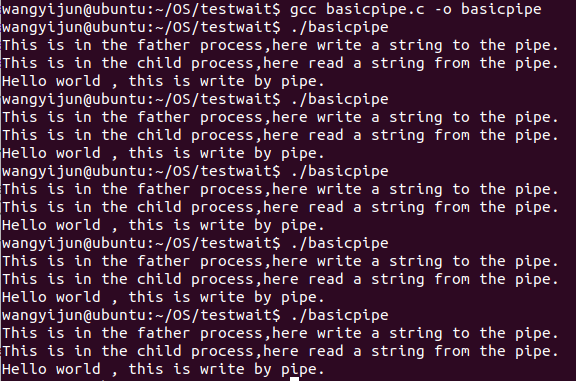 wangyijun@ubuntu:~/OS/testwait$ gcc basicpipe.c -o basicpipe
wangyijun@ubuntu:~/OS/testwait$ ./basicpipe
This is in the father process,here write a string to the pipe.
This is in the child process,here read a string from the pipe.
Hello world , this is write by pipe.
wangyijun@ubuntu:~/OS/testwait$ ./basicpipe
This is in the father process,here write a string to the pipe.
This is in the child process,here read a string from the pipe.
Hello world , this is write by pipe.
wangyijun@ubuntu:~/OS/testwait$ ./basicpipe
This is in the father process,here write a string to the pipe.
This is in the child process,here read a string from the pipe.
Hello world , this is write by pipe.
wangyijun@ubuntu:~/OS/testwait$ ./basicpipe
This is in the father process,here write a string to the pipe.
This is in the child process,here read a string from the pipe.
Hello world , this is write by pipe.
wangyijun@ubuntu:~/OS/testwait$ ./basicpipe
This is in the father process,here write a string to the pipe.
This is in the child process,here read a string from the pipe.
Hello world , this is write by pipe.